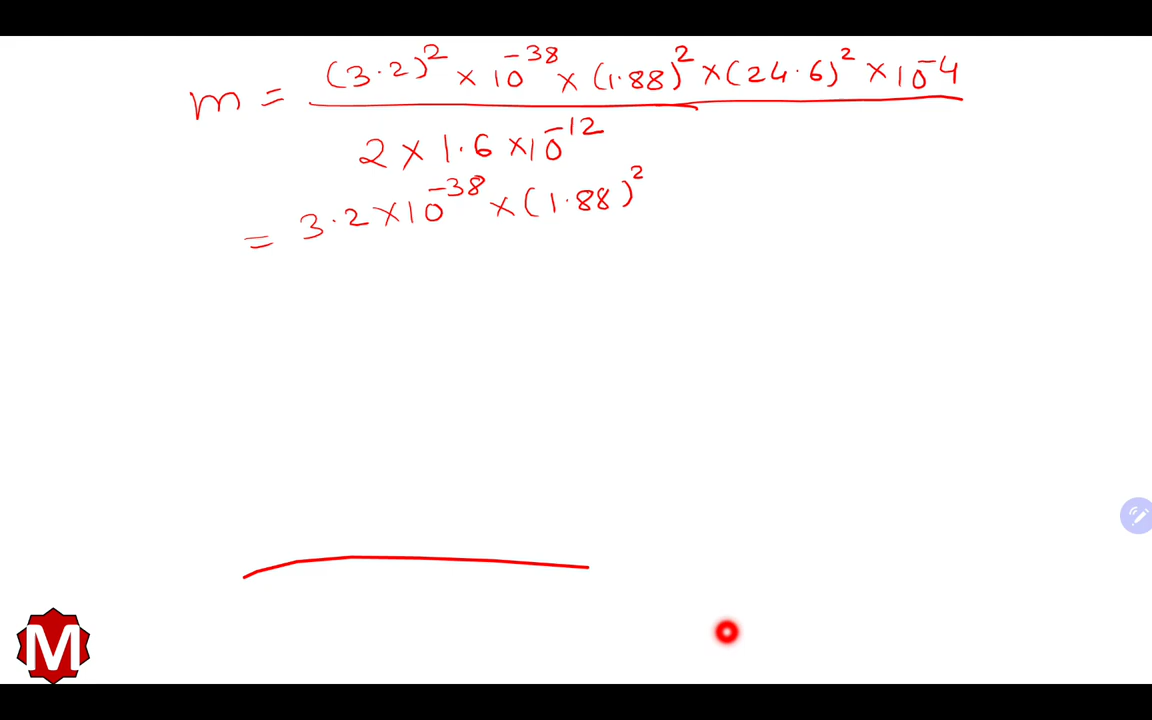 m = (3.2)² × 10⁻³⁸ × (1.88)² × (24.6)² × 10⁻⁴
2 × 1.6 × 10⁻¹²
= 3.2 × 10⁻³⁸ × (1.88)²
M